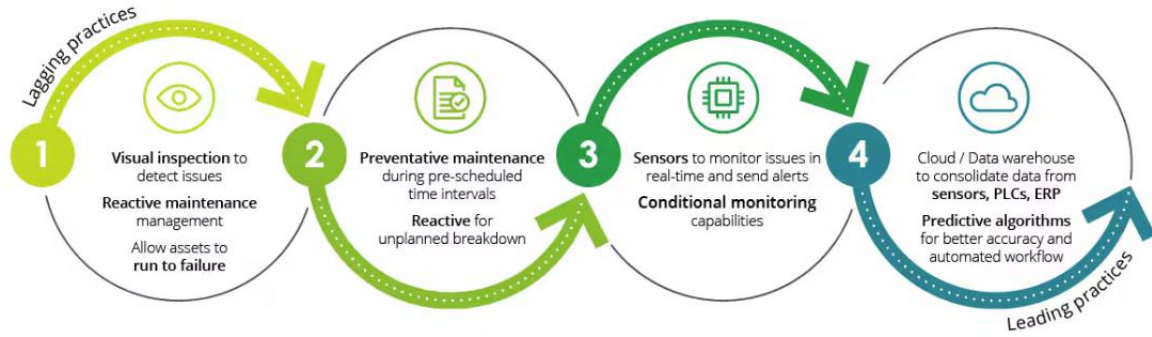 Lagging practices
1
Visual inspection to
detect issues
Reactive maintenance
management
Allow assets to
run to failure
2
Preventative maintenance
during pre-scheduled
time intervals
Reactive for
unplanned breakdown
3
Sensors to monitor issues in
real-time and send alerts
Conditional monitoring
capabilities
4
Cloud / Data warehouse
to consolidate data from
sensors, PLCs, ERP
Predictive algorithms
for better accuracy and
automated workflow
Leading practices